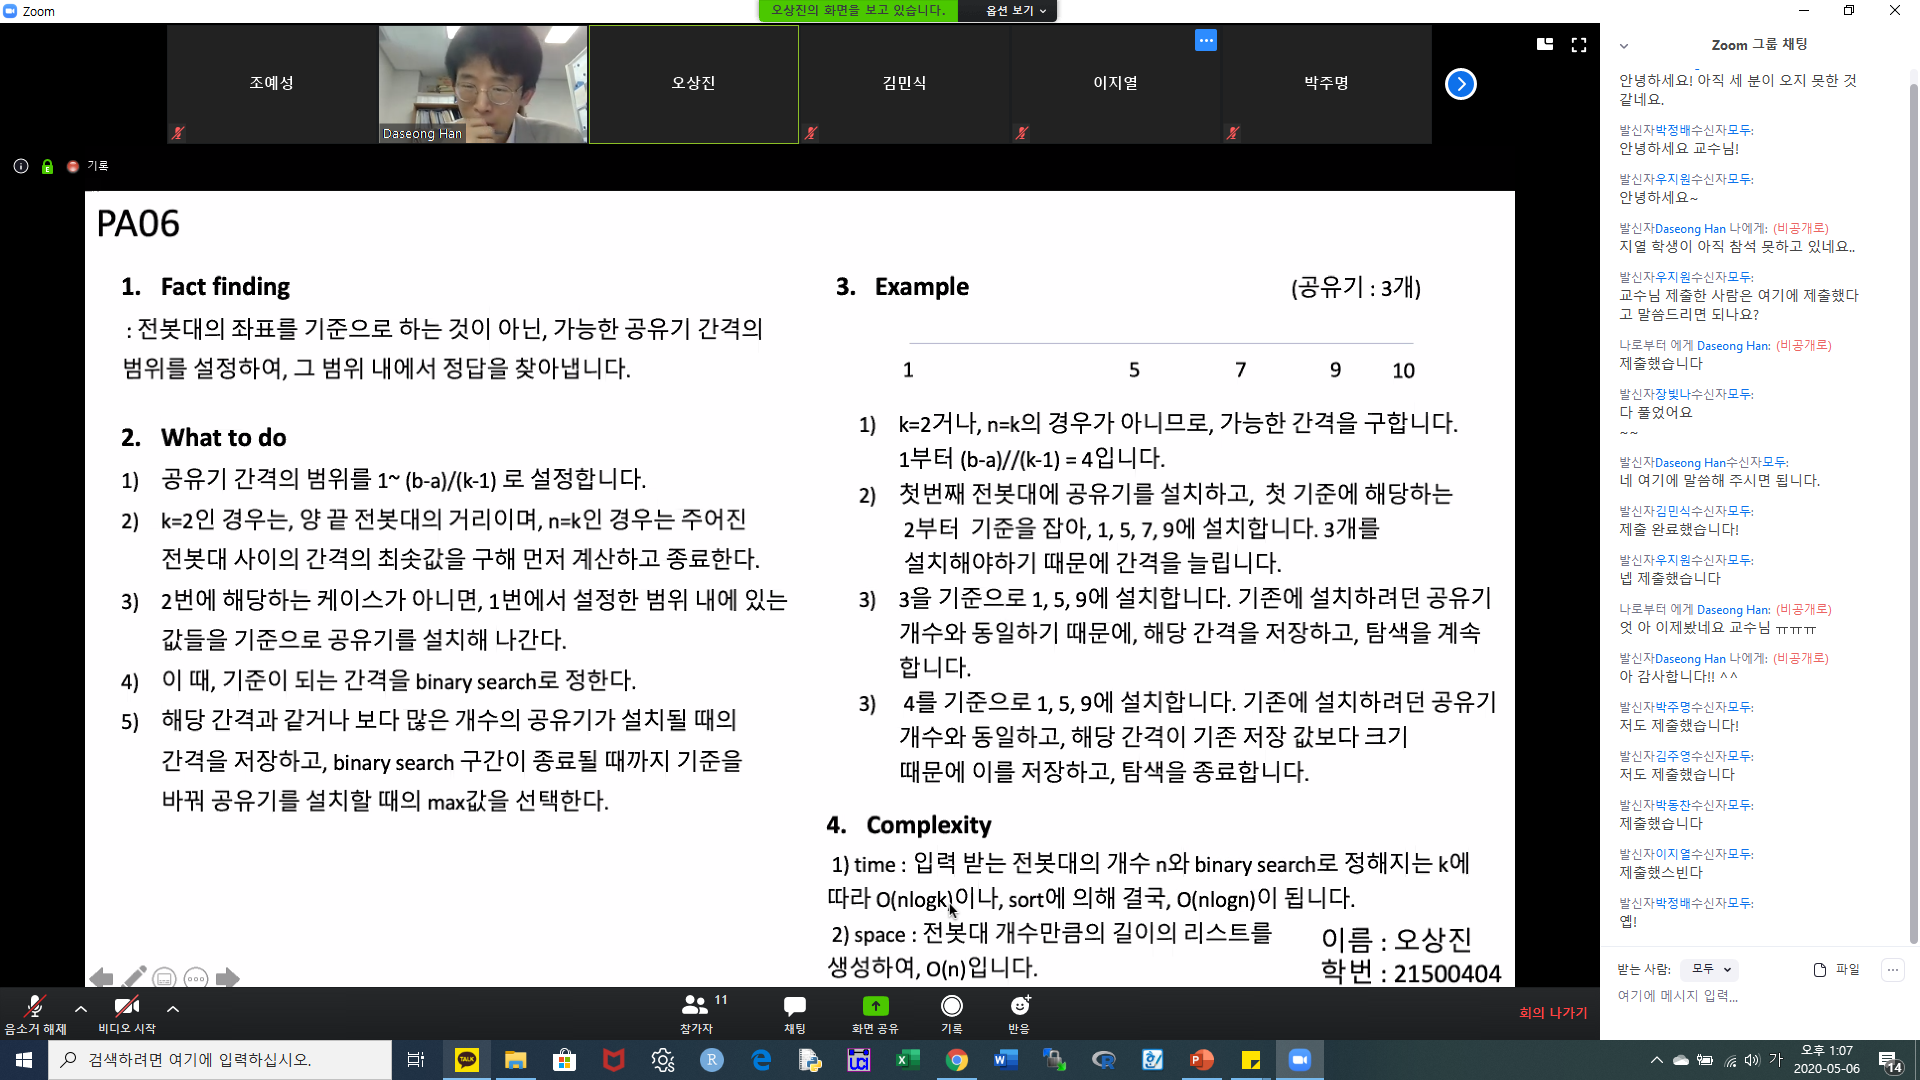 Zoom
오상진의 화면을 보고 있습니다.
옵션 보기
조예성
Daseong Han
오상진
김민식
이지열
박주명
기록
PA06
1. Fact finding
: 전봇대의 좌표를 기준으로 하는 것이 아닌, 가능한 공유기 간격의
범위를 설정하여, 그 범위 내에서 정답을 찾아냅니다.
2. What to do
1) 공유기 간격의 범위를 1~ (b-a)/(k-1) 로 설정합니다.
2) k=2인 경우는, 양 끝 전봇대의 거리이며, n=k인 경우는 주어진
전봇대 사이의 간격의 최솟값을 구해 먼저 계산하고 종료한다.
3) 2번에 해당하는 케이스가 아니면, 1번에서 설정한 범위 내에 있는
값들을 기준으로 공유기를 설치해 나간다.
4) 이 때, 기준이 되는 간격을 binary search로 정한다.
5) 해당 간격과 같거나 보다 많은 개수의 공유기가 설치될 때의
간격을 저장하고, binary search 구간이 종료될 때까지 기준을
바꿔 공유기를 설치할 때의 max값을 선택한다.
3. Example
(공유기 : 3개)
1 5 7 9 10
1) k=2거나, n=k의 경우가 아니므로, 가능한 간격을 구합니다.
1부터 (b-a)//(k-1) = 4입니다.
2) 첫번째 전봇대에 공유기를 설치하고, 첫 기준에 해당하는
2부터 기준을 잡아, 1, 5, 7, 9에 설치합니다. 3개를
설치해야하기 때문에 간격을 늘립니다.
3) 3을 기준으로 1, 5, 9에 설치합니다. 기존에 설치하려던 공유기
개수와 동일하기 때문에, 해당 간격을 저장하고, 탐색을 계속
합니다.
3) 4를 기준으로 1, 5, 9에 설치합니다. 기존에 설치하려던 공유기
개수와 동일하고, 해당 간격이 기존 저장 값보다 크기
때문에 이를 저장하고, 탐색을 종료합니다.
4. Complexity
1) time : 입력 받는 전봇대의 개수 n와 binary search로 정해지는 k에
따라 O(nlogk)이나, sort에 의해 결국, O(nlogn)이 됩니다.
2) space : 전봇대 개수만큼의 길이의 리스트를
생성하여, O(n)입니다.
이름 : 오상진
학번 : 21500404
Zoom 그룹 채팅
안녕하세요! 아직 세 분이 오지 못한 것
같네요.
발신자박정배수신자모두:
안녕하세요 교수님!
발신자우지원수신자모두:
안녕하세요~
발신자Daseong Han 나에게: (비공개로)
지열 학생이 아직 참석 못하고 있네요..
발신자우지원수신자모두:
교수님 제출한 사람은 여기에 제출했다
고 말씀드리면 되나요?
나로부터 에게 Daseong Han: (비공개로)
제출했습니다
발신자장빛나수신자모두:
다 풀었어요
~~
발신자Daseong Han수신자모두:
네 여기에 말씀해 주시면 됩니다.
발신자김민식수신자모두:
제출 완료했습니다!
발신자우지원수신자모두:
넵 제출했습니다
나로부터 에게 Daseong Han: (비공개로)
엇 아 이제봤네요 교수님 ㅠㅠㅠ
발신자Daseong Han 나에게: (비공개로)
아 감사합니다!! ^^
발신자박주명수신자모두:
저도 제출했습니다!
발신자김주영수신자모두:
저도 제출했습니다
발신자박동찬수신자모두:
제출했습니다
발신자이지열수신자모두:
제출했스빈다
발신자박정배수신자모두:
옙!
받는 사람: 모두 파일
여기에 메시지 입력...
음소거 해제
비디오 시작
11
참가자
채팅
화면 공유
기록
반응
회의 나가기
검색하려면 여기에 입력하십시오.
TALK
가
오후 1:07
2020-05-06
14